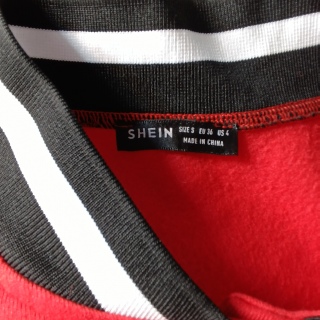 SHEIN SIZE S EU 36 US 4
MADE IN CHINA